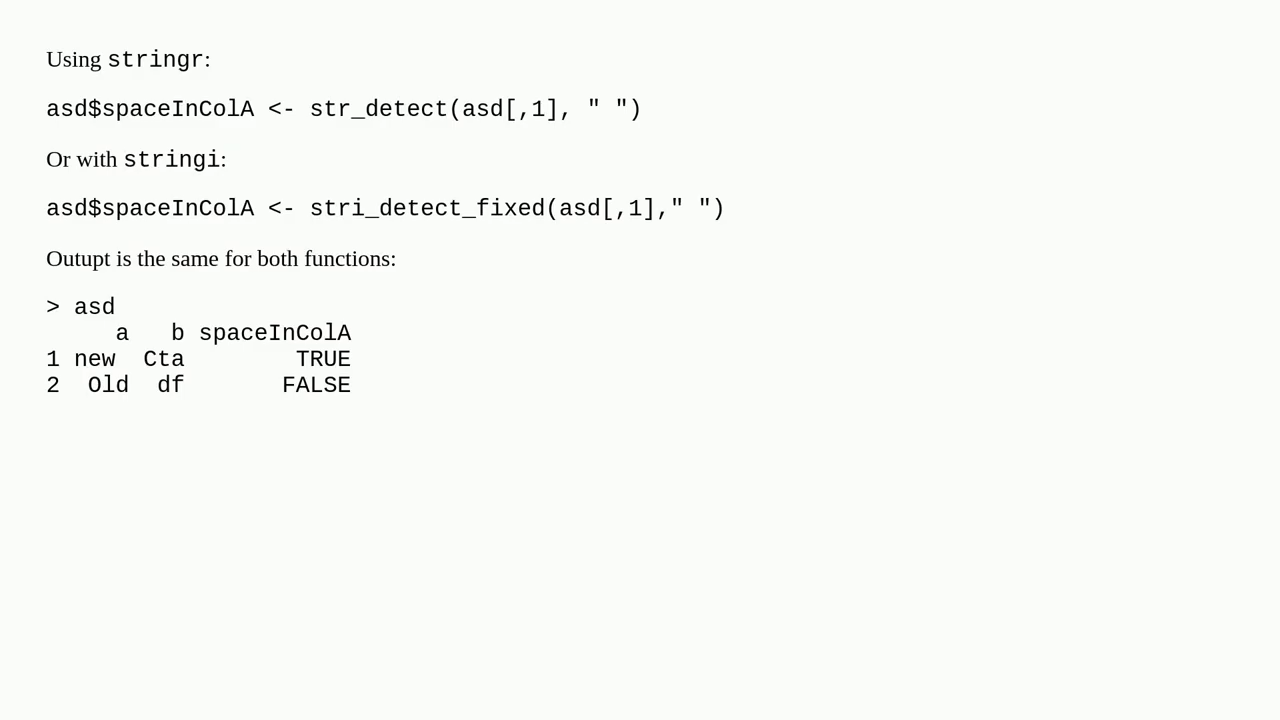 Using stringr:
asd$spaceInColA <- str_detect(asd[,1], " ")
Or with stringi:
asd$spaceInColA <- stri_detect_fixed(asd[,1]," ")
Outupt is the same for both functions:
> asd
     a   b spaceInColA
1 new  Cta        TRUE
2  Old  df       FALSE